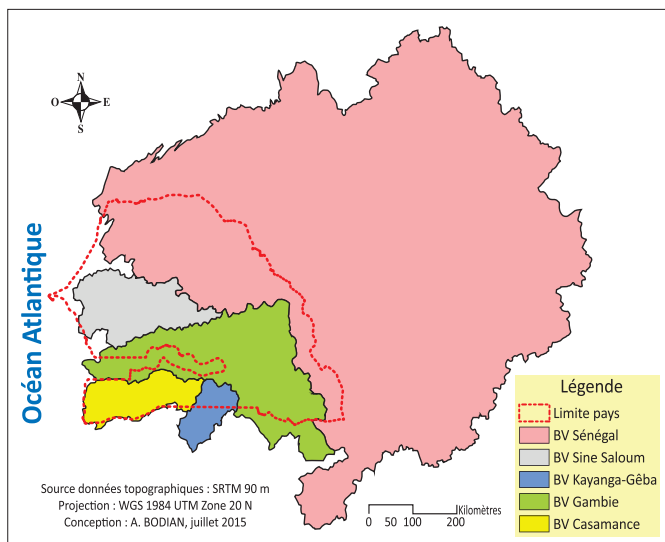 N
O E
S
Océan Atlantique
Légende
Limite pays
BV Sénégal
BV Sine Saloum
BV Kayanga-Gêba
BV Gambie
BV Casamance
Source données topographiques : SRTM 90 m
Projection : WGS 1984 UTM Zone 20 N
Conception : A. BODIAN, juillet 2015
Kilomètres
0 50 100 200